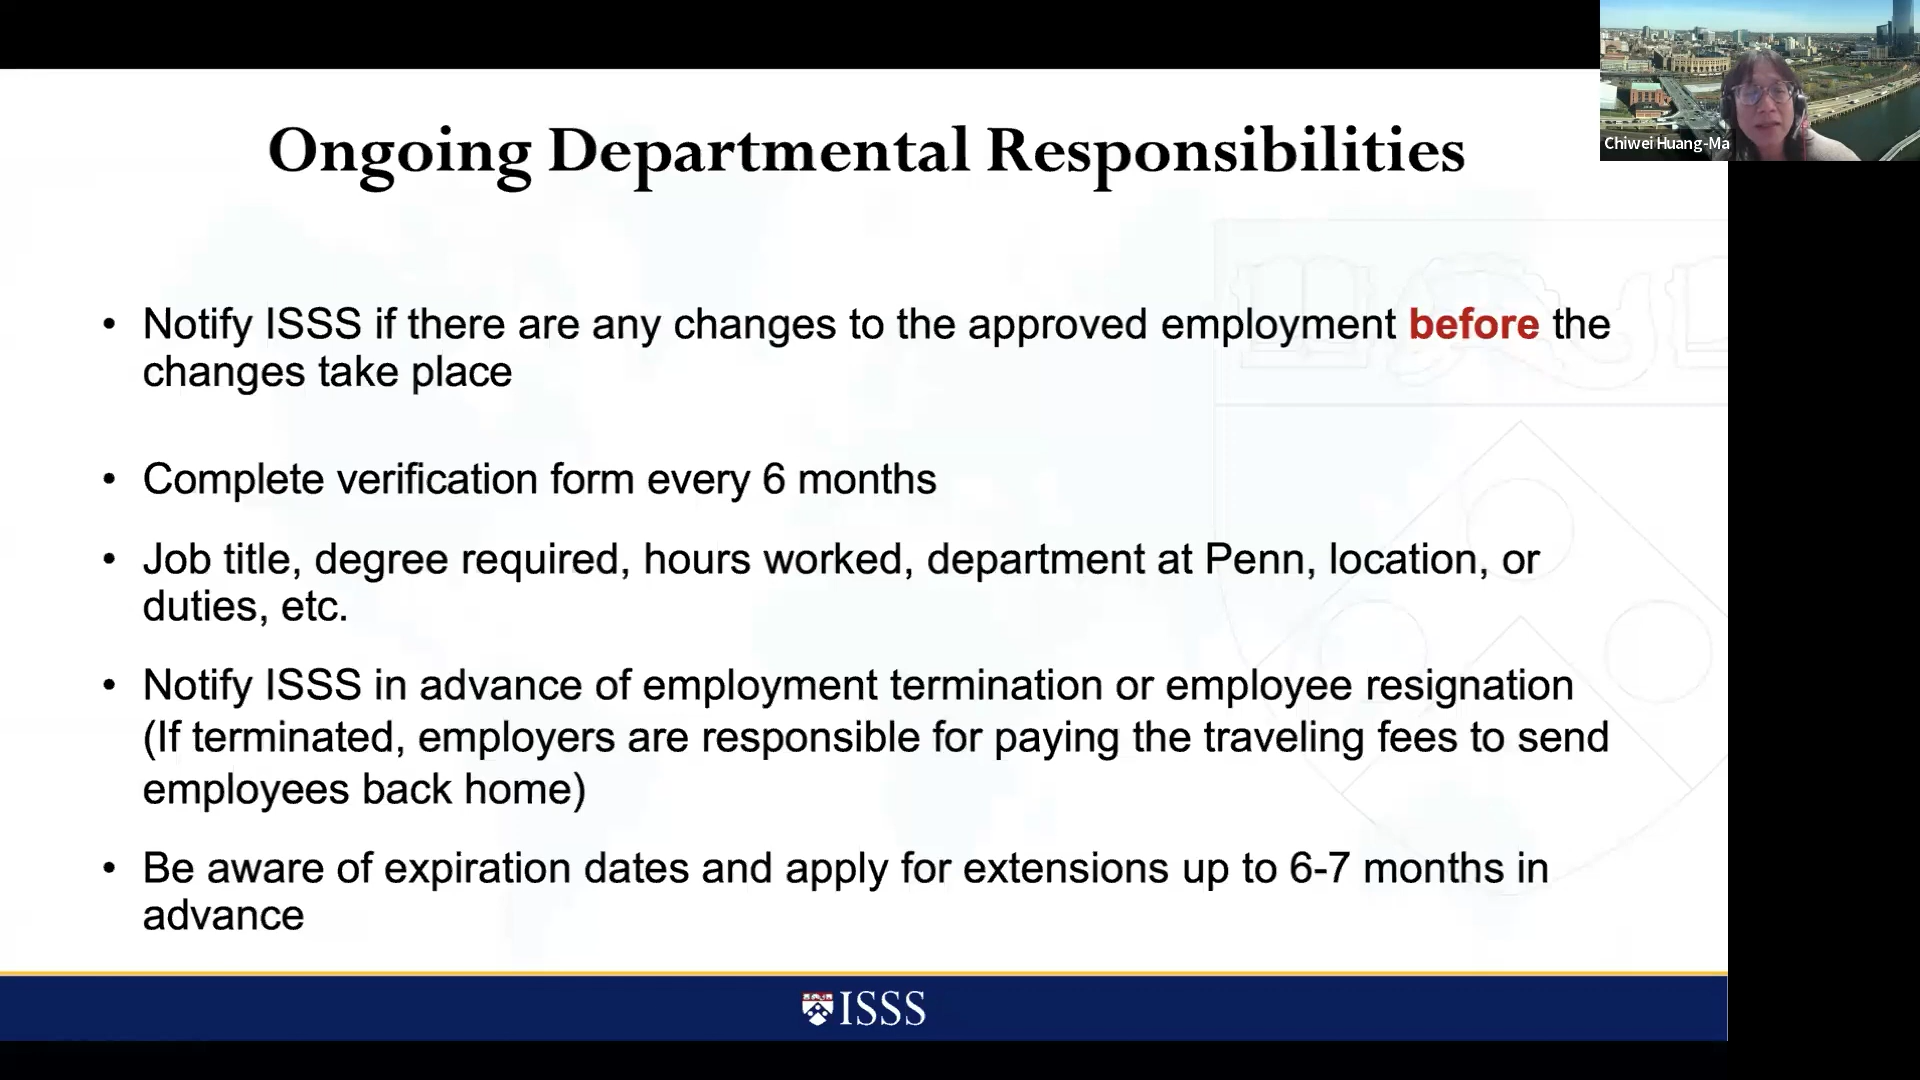 Chiwei Huang-Ma
Ongoing Departmental Responsibilities
• Notify ISSS if there are any changes to the approved employment before the
changes take place
• Complete verification form every 6 months
• Job title, degree required, hours worked, department at Penn, location, or
duties, etc.
• Notify ISSS in advance of employment termination or employee resignation
(If terminated, employers are responsible for paying the traveling fees to send
employees back home)
• Be aware of expiration dates and apply for extensions up to 6-7 months in
advance
ISSS